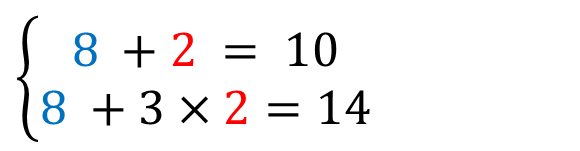 8 + 2 = 10
8 + 3 × 2 = 14